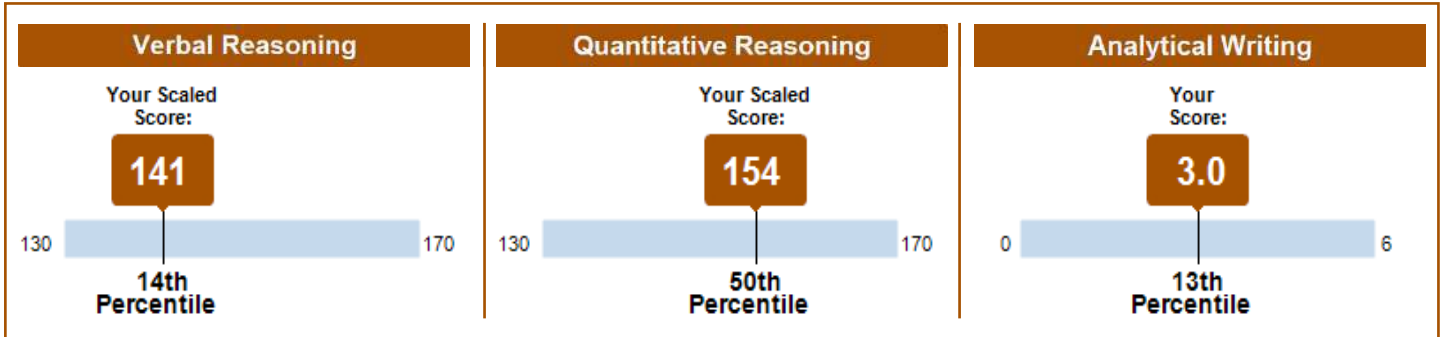 Verbal Reasoning
Your Scaled
Score:
141
130
170
14th
Percentile
Quantitative Reasoning
Your Scaled
Score:
154
130
170
50th
Percentile
Analytical Writing
Your
Score:
3.0
0
6
13th
Percentile